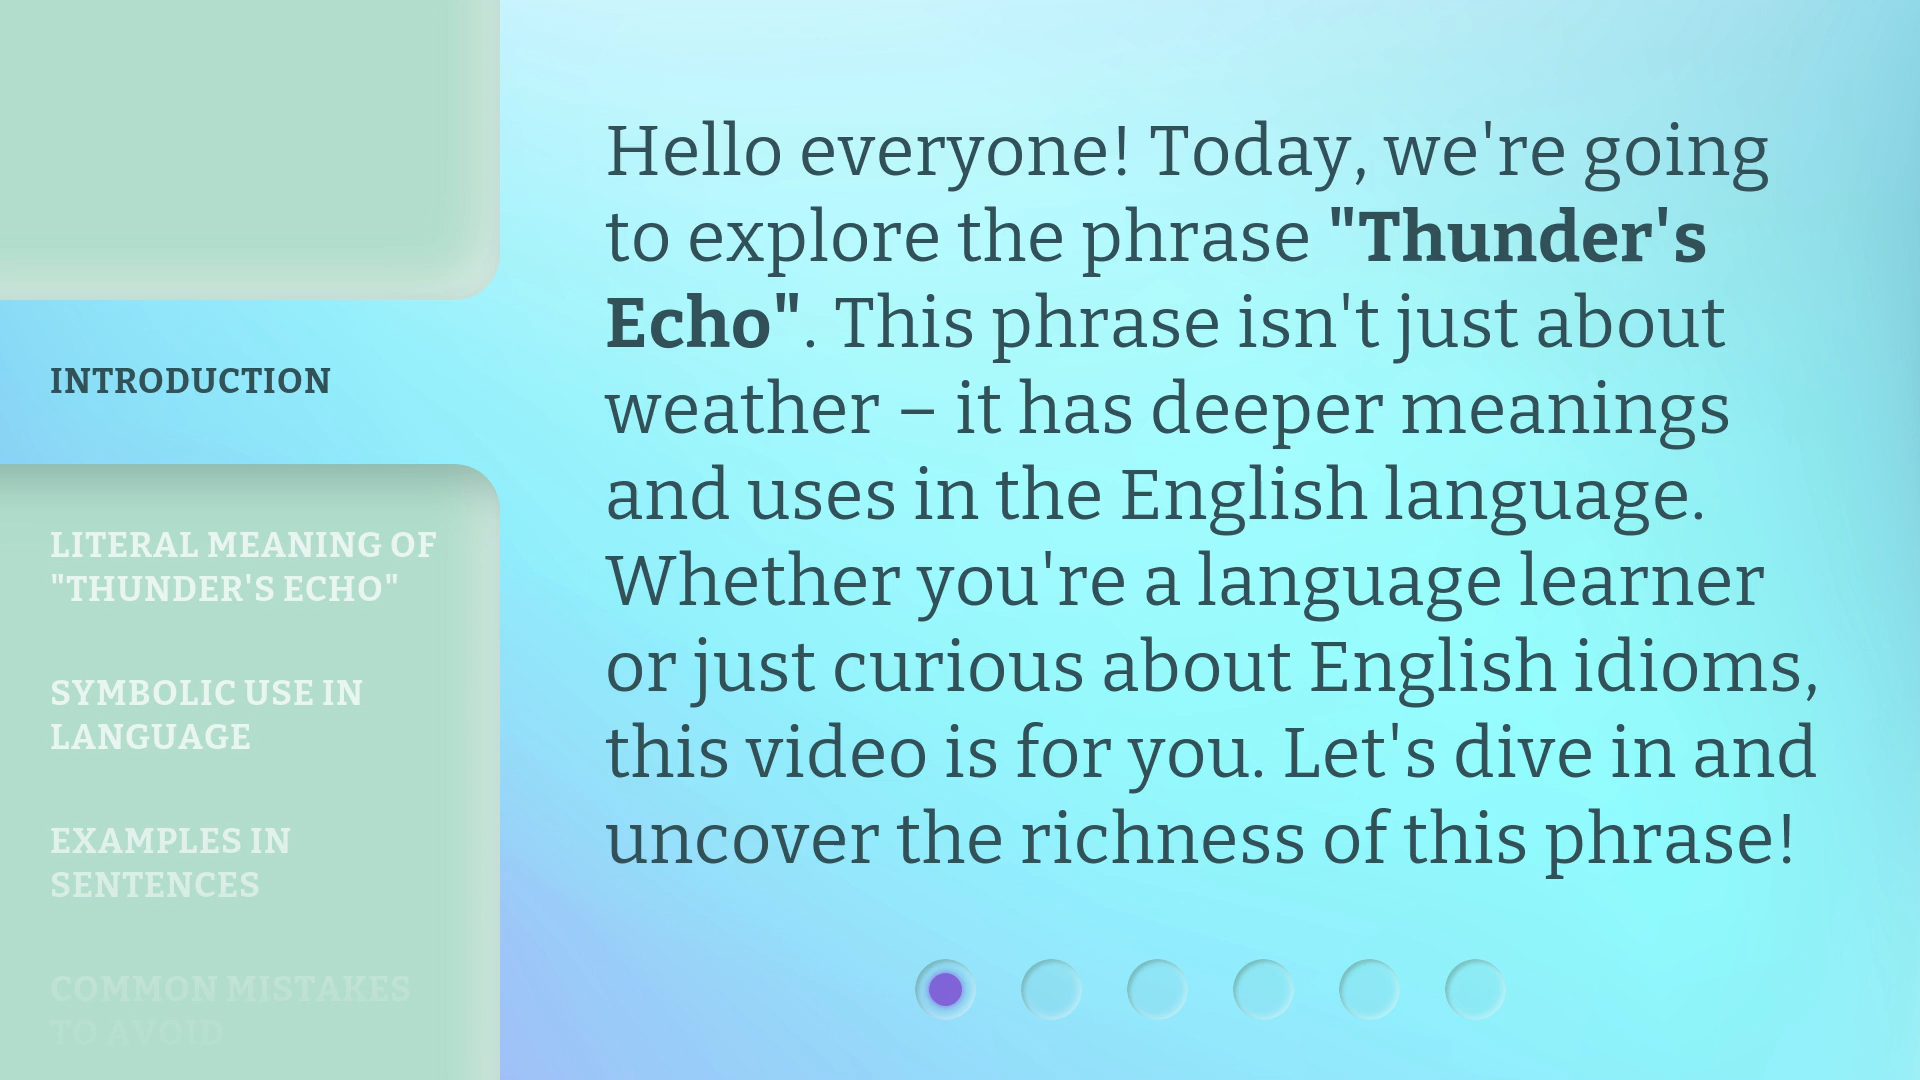 INTRODUCTION
LITERAL MEANING OF
"THUNDER'S ECHO"
SYMBOLIC USE IN
LANGUAGE
EXAMPLES IN
SENTENCES
COMMON MISTAKES
TO AVOID
Hello everyone! Today, we're going
to explore the phrase "Thunder's
Echo". This phrase isn't just about
weather – it has deeper meanings
and uses in the English language.
Whether you're a language learner
or just curious about English idioms,
this video is for you. Let's dive in and
uncover the richness of this phrase!